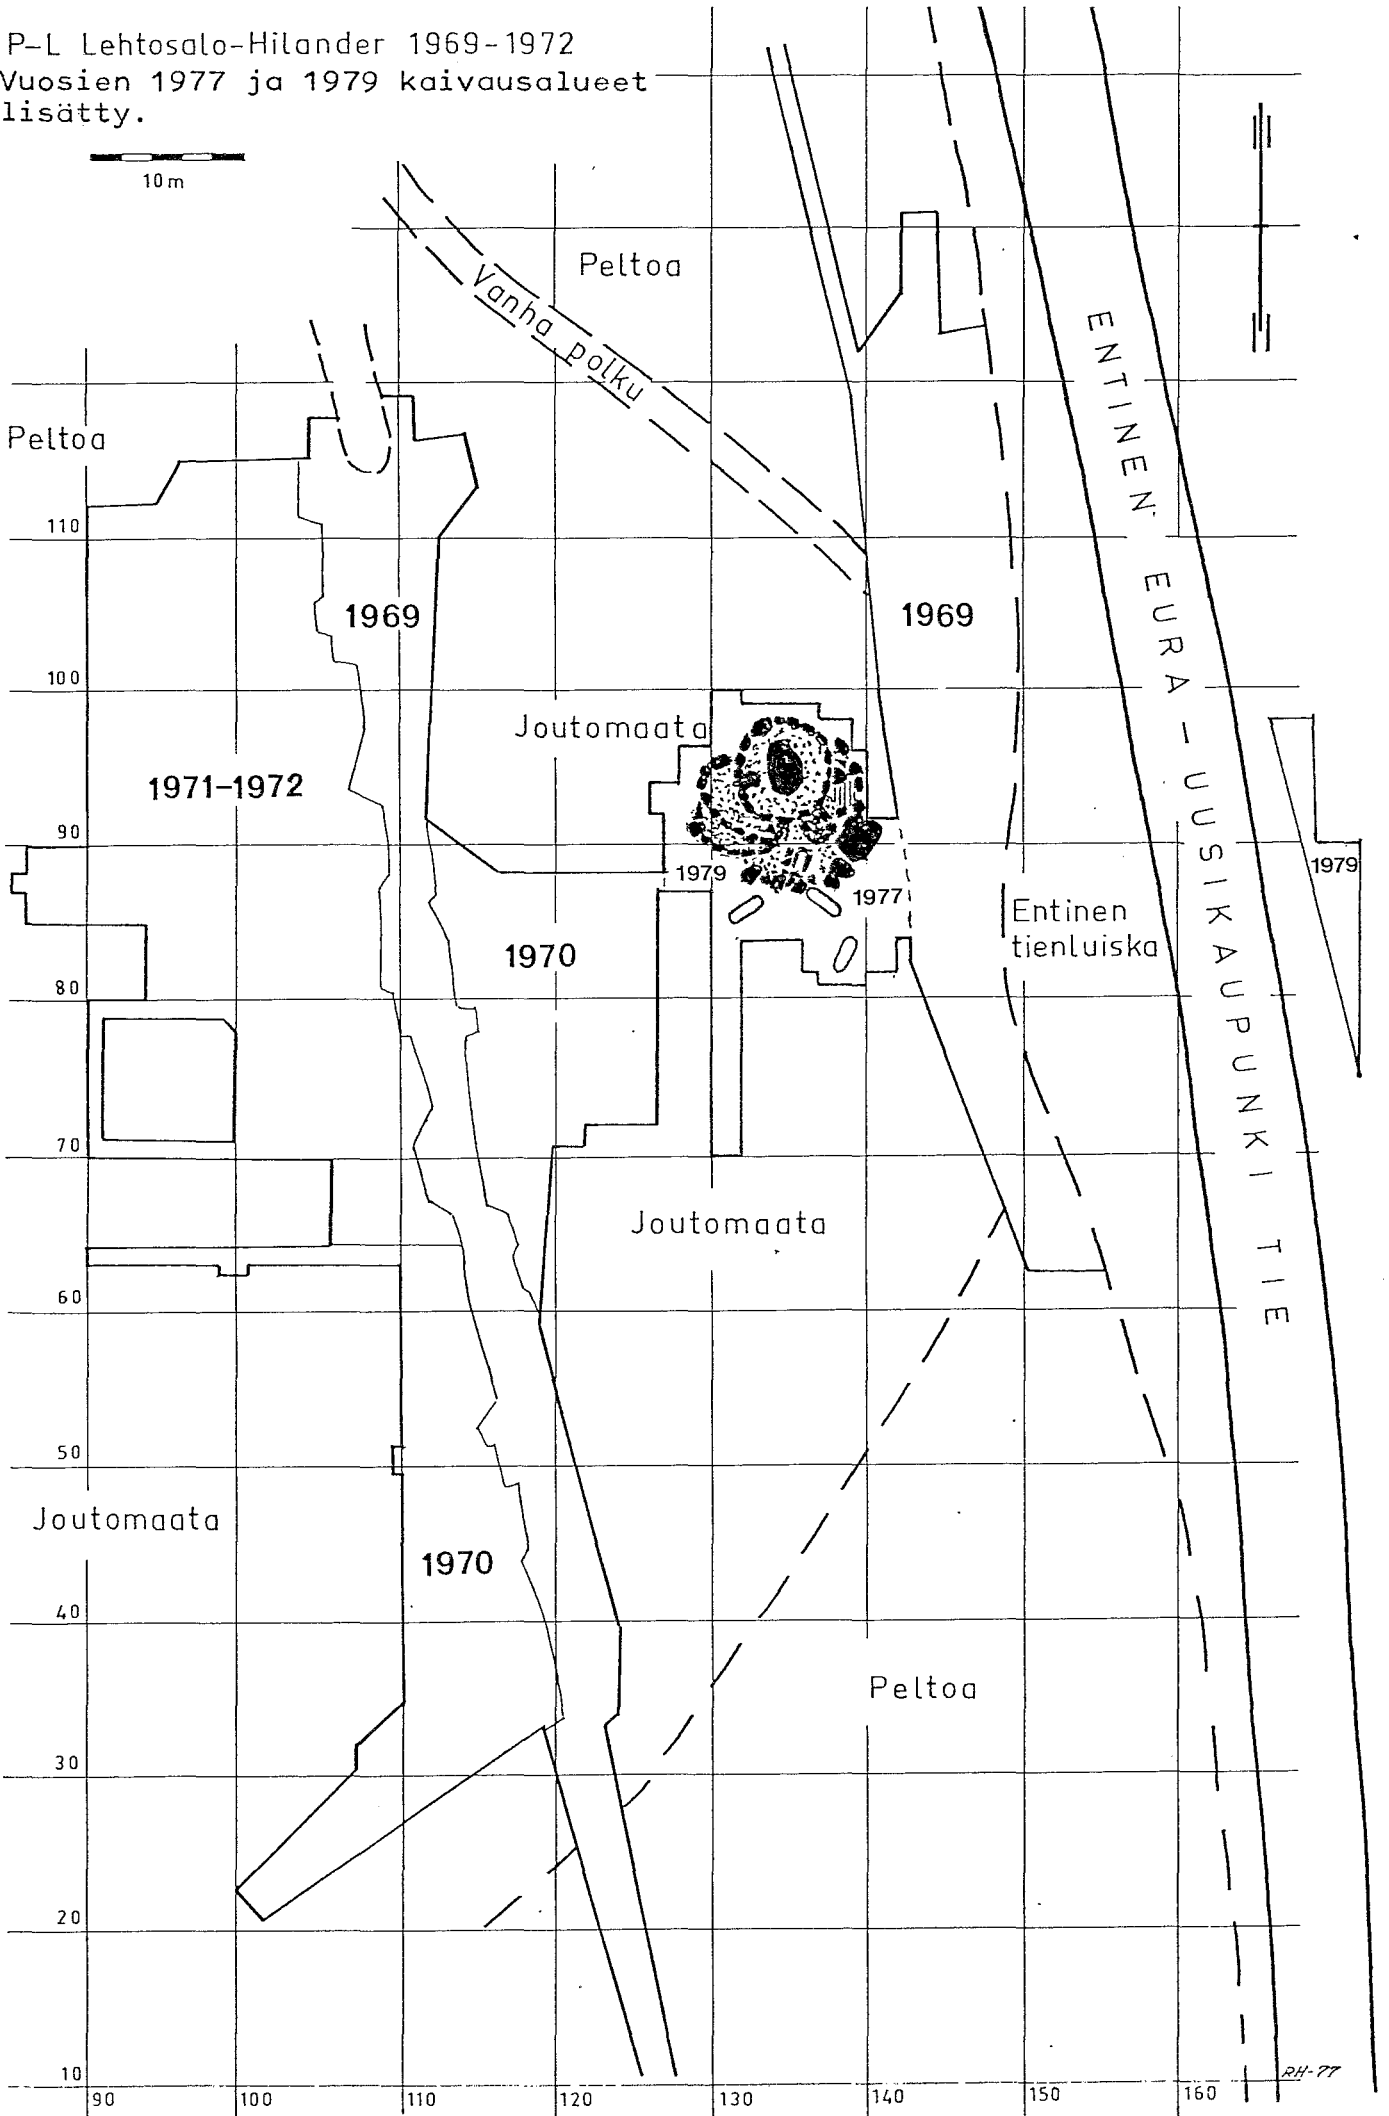 P-L Lehtosalo-Hilander 1969-1972
Vuosien 1977 ja 1979 kaivausalueet
lisätty.
10 m
Peltoa
Vanha polku
Peltoa
110
1969
1969
100
Joutomaata
1971-1972
90
1979
1979
1977
Entinen
tienluiska
1970
80
ENTINEN EURA - UUSIKAUPUNKI TIE
70
Joutomaata
60
50
Joutomaata
1970
40
Peltoa
30
20
10
RH-77
90 100 110 120 130 140 150 160